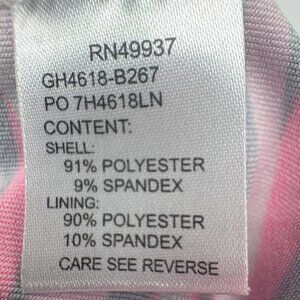 RN49937
GH4618-B267
PO 7H4618LN
CONTENT:
SHELL:
91% POLYESTER
9% SPANDEX
LINING:
90% POLYESTER
10% SPANDEX
CARE SEE REVERSE